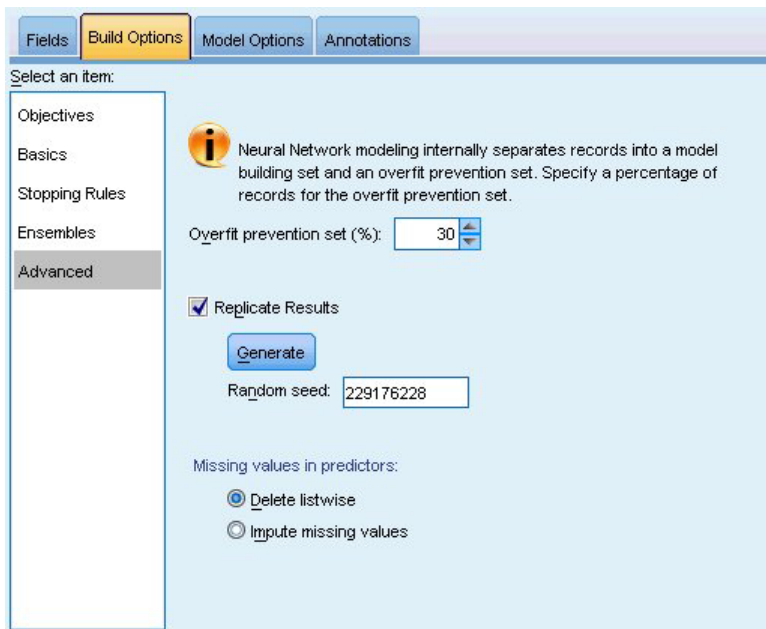 Fields
Build Options
Model Options
Annotations
Select an item:
Objectives
Basics
Stopping Rules
Ensembles
Advanced
Neural Network modeling internally separates records into a model
building set and an overfit prevention set. Specify a percentage of
records for the overfit prevention set.
Overfit prevention set (%): 30
Replicate Results
Generate
Random seed: 229176228
Missing values in predictors:
Delete listwise
Impute missing values